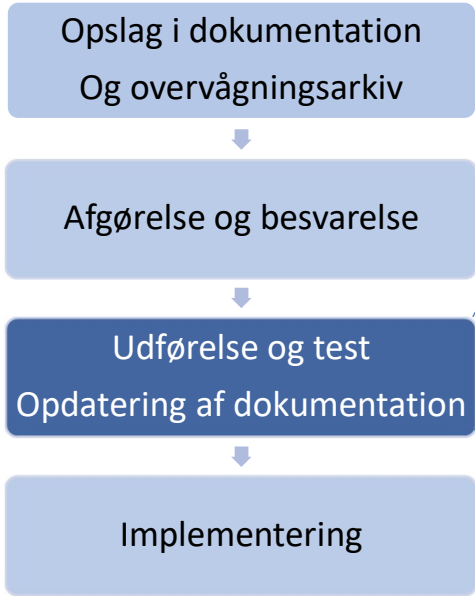 Opslag i dokumentation
Og overvågningsarkiv
Afgørelse og besvarelse
Udførelse og test
Opdatering af dokumentation
Implementering